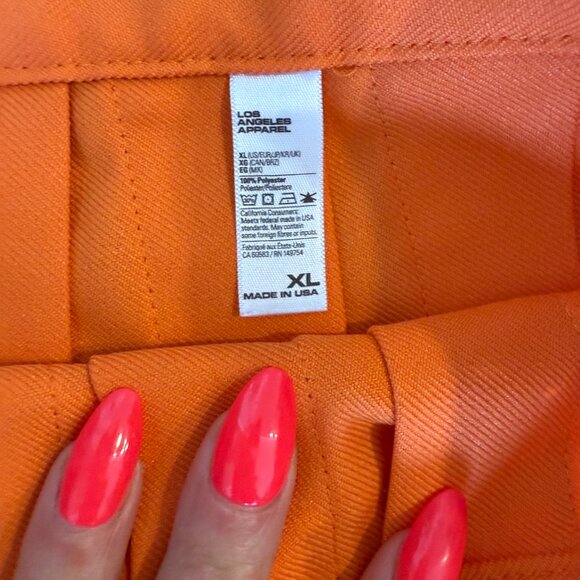 LOS
ANGELES
APPAREL
XL (US/EUR/JP/KR/UK)
XG (CAN/BRZ)
EG (MX)
100% Polyester
Polyester/Poliestere
California Consumers:
Meets federal made in USA
standards. May contain
some foreign fibres or inputs.
Fabriqué aux États-Unis
CA 60583 / RN 149754
XL
MADE IN USA